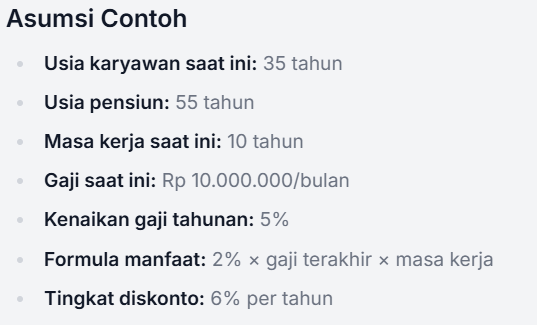 Asumsi Contoh
Usia karyawan saat ini: 35 tahun
Usia pensiun: 55 tahun
Masa kerja saat ini: 10 tahun
Gaji saat ini: Rp 10.000.000/bulan
Kenaikan gaji tahunan: 5%
Formula manfaat: 2% × gaji terakhir × masa kerja
Tingkat diskonto: 6% per tahun